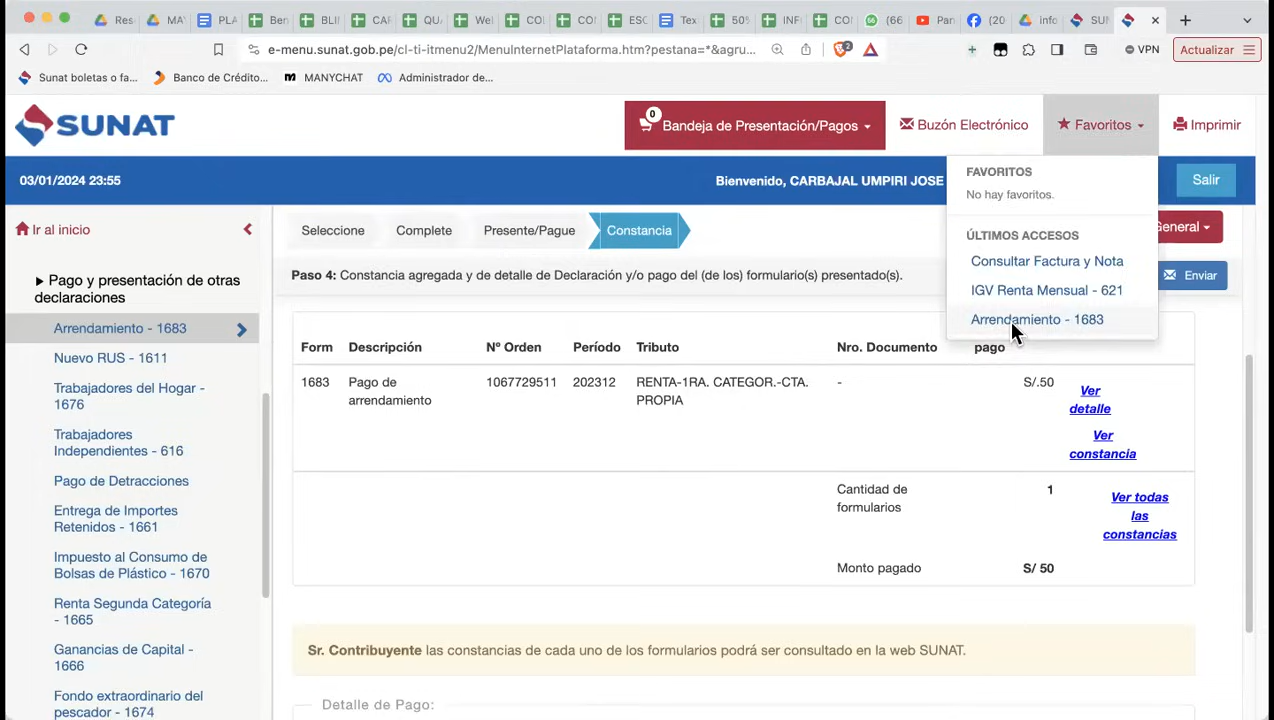 Res
MAY
PLA
Ber
BLI
CAF
QUA
Wel
COI
COI
ESC
Tex
50%
INF
COI
(66
Par
(20
info
SUN
e-menu.sunat.gob.pe/cl-ti-itmenu2/MenuInternetPlataforma.htm?pestana=*&agru...
2
VPN
Actualizar
Sunat boletas o fa...
Banco de Crédito...
MANYCHAT
Administrador de...
SUNAT
0
Bandeja de Presentación/Pagos
Buzón Electrónico
Favoritos
Imprimir
03/01/2024 23:55
Bienvenido, CARBAJAL UMPIRI JOSE
Salir
FAVORITOS
No hay favoritos.
ÚLTIMOS ACCESOS
Consultar Factura y Nota
IGV Renta Mensual - 621
Arrendamiento - 1683
Ir al inicio
Pago y presentación de otras
declaraciones
Arrendamiento - 1683
Nuevo RUS - 1611
Trabajadores del Hogar -
1676
Trabajadores
Independientes - 616
Pago de Detracciones
Entrega de Importes
Retenidos - 1661
Impuesto al Consumo de
Bolsas de Plástico - 1670
Renta Segunda Categoría
- 1665
Ganancias de Capital -
1666
Fondo extraordinario del
pescador - 1674
Seleccione
Complete
Presente/Pague
Constancia
General
Paso 4: Constancia agregada y de detalle de Declaración y/o pago del (de los) formulario(s) presentado(s).
Enviar
Form Descripción Nº Orden Período Tributo Nro. Documento pago
1683 Pago de 1067729511 202312 RENTA-1RA. CATEGOR.-CTA. - S/.50 Ver
arrendamiento PROPIA detalle
Ver
constancia
Cantidad de 1 Ver todas
formularios las
constancias
Monto pagado S/ 50
Sr. Contribuyente las constancias de cada uno de los formularios podrá ser consultado en la web SUNAT.
Detalle de Pago: